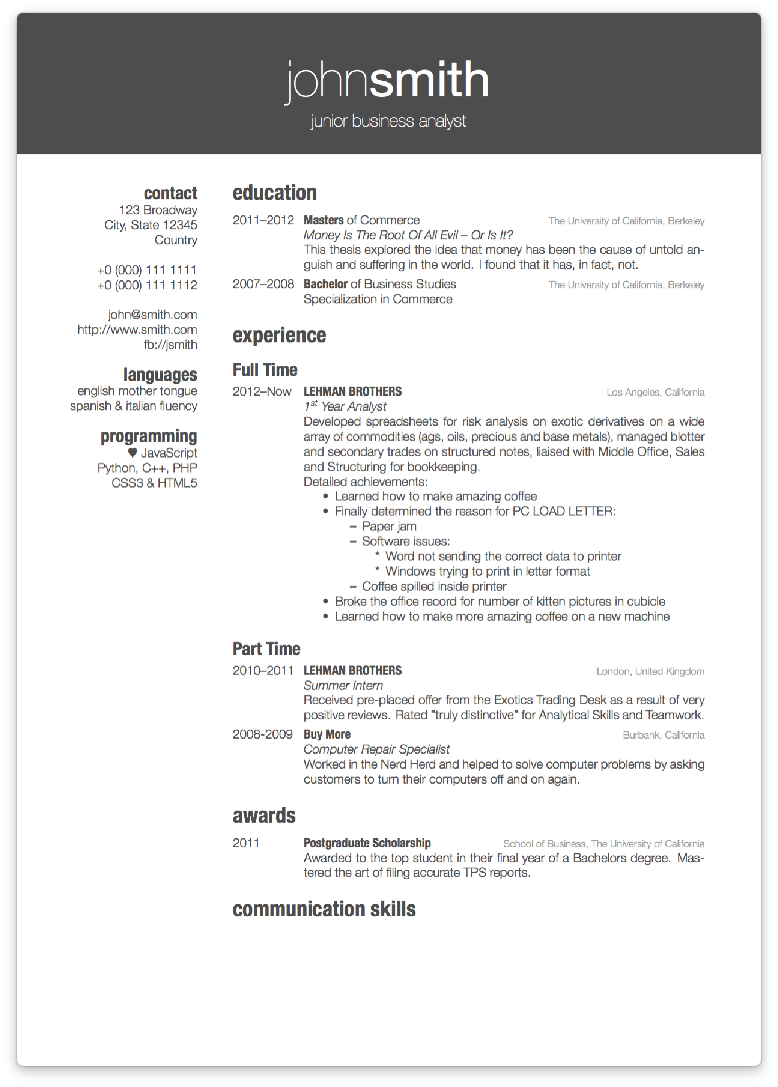 johnsmith
junior business analyst
contact
123 Broadway
City, State 12345
Country
+0 (000) 111 1111
+0 (000) 111 1112
john@smith.com
http://www.smith.com
fb://jsmith
languages
english mother tongue
spanish & italian fluency
programming
♥ JavaScript
Python, C++, PHP
CSS3 & HTML5
education
2011–2012 Masters of Commerce The University of California, Berkeley
Money Is The Root Of All Evil – Or Is It?
This thesis explored the idea that money has been the cause of untold an-
guish and suffering in the world. I found that it has, in fact, not.
2007–2008 Bachelor of Business Studies The University of California, Berkeley
Specialization in Commerce
experience
Full Time
2012–Now LEHMAN BROTHERS Los Angeles, California
1st Year Analyst
Developed spreadsheets for risk analysis on exotic derivatives on a wide
array of commodities (ags, oils, precious and base metals), managed blotter
and secondary trades on structured notes, liaised with Middle Office, Sales
and Structuring for bookkeeping.
Detailed achievements:
• Learned how to make amazing coffee
• Finally determined the reason for PC LOAD LETTER:
– Paper jam
– Software issues:
* Word not sending the correct data to printer
* Windows trying to print in letter format
– Coffee spilled inside printer
• Broke the office record for number of kitten pictures in cubicle
• Learned how to make more amazing coffee on a new machine
Part Time
2010–2011 LEHMAN BROTHERS London, United Kingdom
Summer Intern
Received pre-placed offer from the Exotics Trading Desk as a result of very
positive reviews. Rated "truly distinctive" for Analytical Skills and Teamwork.
2008-2009 Buy More Burbank, California
Computer Repair Specialist
Worked in the Nerd Herd and helped to solve computer problems by asking
customers to turn their computers off and on again.
awards
2011 Postgraduate Scholarship School of Business, The University of California
Awarded to the top student in their final year of a Bachelors degree. Mas-
tered the art of filing accurate TPS reports.
communication skills